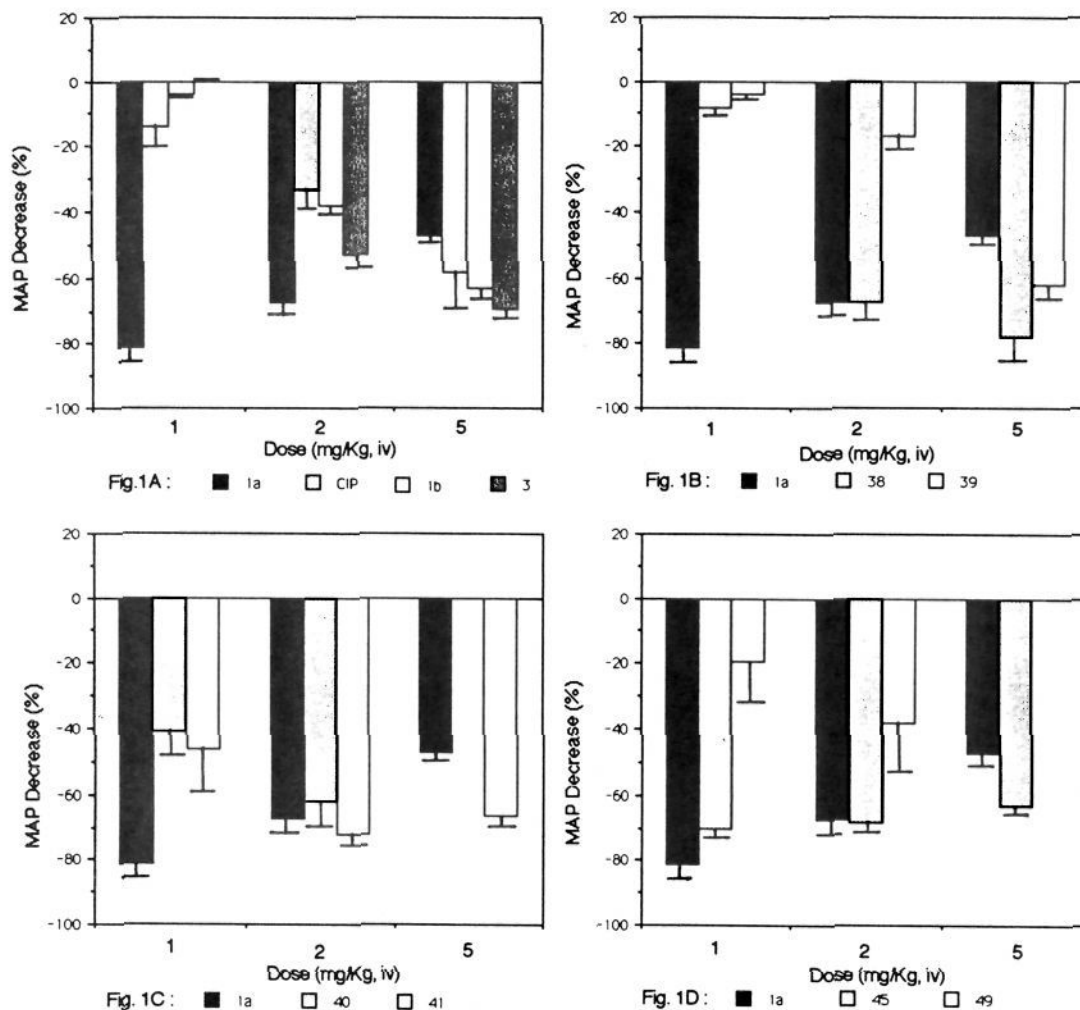 20
0
-20
-40
-60
-80
-100
MAP Decrease (%)
1 2 5
Dose (mg/Kg, iv)
Fig.1A : 1a CIP 1b 3
20
0
-20
-40
-60
-80
-100
MAP Decrease (%)
1 2 5
Dose (mg/Kg, iv)
Fig. 1B : 1a 38 39
20
0
-20
-40
-60
-80
-100
MAP Decrease (%)
1 2 5
Dose (mg/Kg, iv)
Fig. 1C : 1a 40 41
20
0
-20
-40
-60
-80
-100
MAP Decrease (%)
1 2 5
Dose (mg/Kg, iv)
Fig. 1D : 1a 45 49